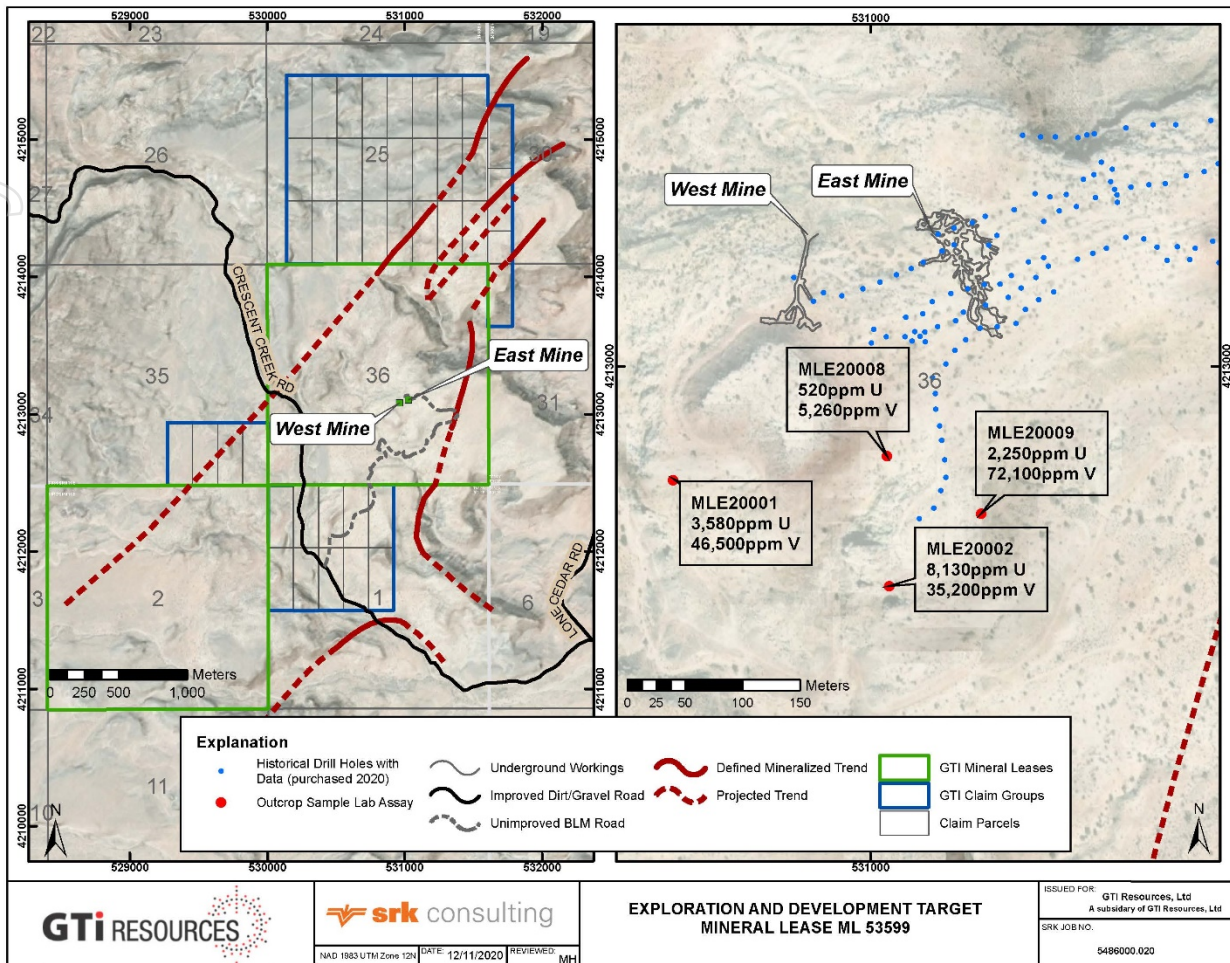 529000
530000
531000
532000
22
23
24
19
26
25
30
27
4215000
4214000
CRESCENT CREEK RD
35
36
East Mine
34
31
West Mine
4213000
4212000
3
2
1
6
LONE CEDAR RD
4211000
Meters
0 250 500 1,000
11
10
4210000
N
529000
530000
531000
532000
531000
West Mine
East Mine
4213000
36
MLE20008
520ppm U
5,260ppm V
MLE20009
2,250ppm U
72,100ppm V
MLE20001
3,580ppm U
46,500ppm V
MLE20002
8,130ppm U
35,200ppm V
Meters
0 25 50 100 150
N
531000
Explanation
Historical Drill Holes with
Data (purchased 2020)
Outcrop Sample Lab Assay
Underground Workings
Improved Dirt/Gravel Road
Unimproved BLM Road
Defined Mineralized Trend
Projected Trend
GTI Mineral Leases
GTI Claim Groups
Claim Parcels
GTi RESOURCES
srk consulting
NAD 1983 UTM Zone 12N
DATE: 12/11/2020
REVIEWED: MH
EXPLORATION AND DEVELOPMENT TARGET
MINERAL LEASE ML 53599
ISSUED FOR:
GTI Resources, Ltd
A subsidary of GTI Resources, Ltd
SRK JOB NO.
5486000.020